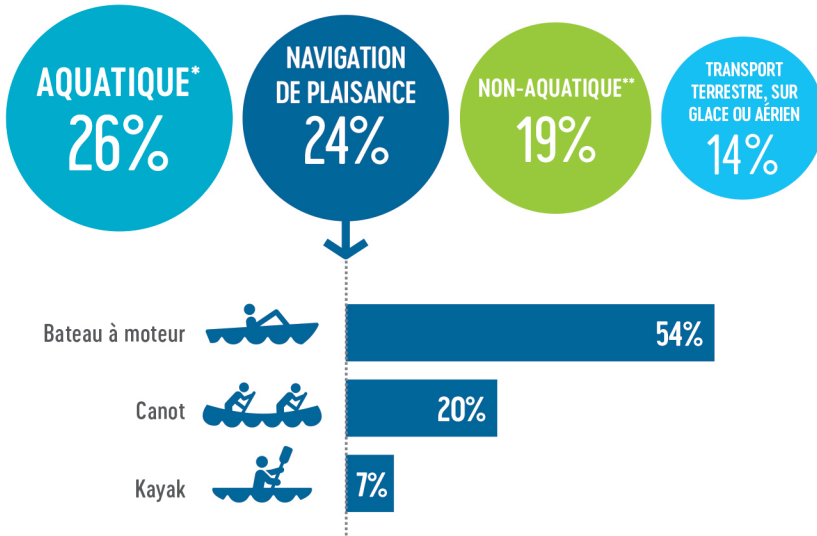 AQUATIQUE*
26%
NAVIGATION
DE PLAISANCE
24%
NON-AQUATIQUE**
19%
TRANSPORT
TERRESTRE, SUR
GLACE OU AÉRIEN
14%
Bateau à moteur
54%
Canot
20%
Kayak
7%